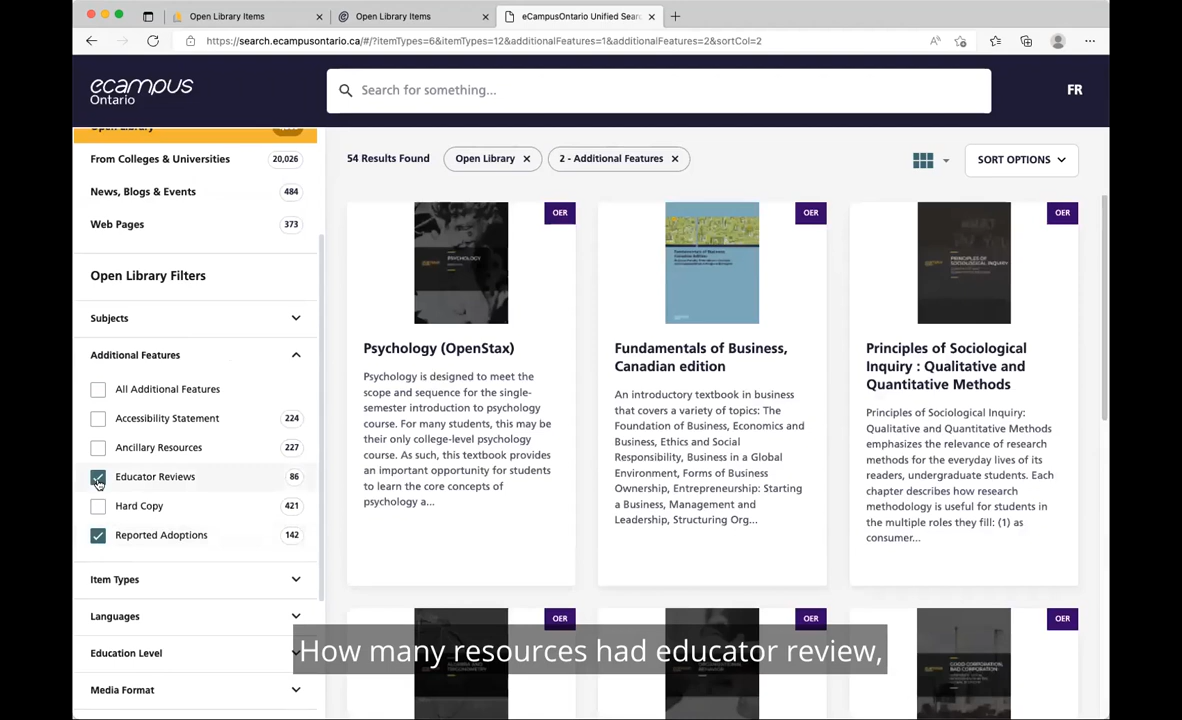 Open Library Items
Open Library Items
eCampusOntario Unified Sear
https://search.ecampusontario.ca/#/?itemTypes=6&itemTypes=12&additionalFeatures=1&additionalFeatures=2&sortCol=2
ecampus
Ontario
Search for something...
FR
Open Library
From Colleges & Universities 20,026
News, Blogs & Events 484
Web Pages 373
Open Library Filters
Subjects
Additional Features
All Additional Features
Accessibility Statement 224
Ancillary Resources 227
Educator Reviews 86
Hard Copy 421
Reported Adoptions 142
Item Types
Languages
Education Level
Media Format
54 Results Found
Open Library ×
2 - Additional Features ×
SORT OPTIONS
OER
PSYCHOLOGY
Psychology (OpenStax)
Psychology is designed to meet the
scope and sequence for the single-
semester introduction to psychology
course. For many students, this may be
their only college-level psychology
course. As such, this textbook provides
an important opportunity for students
to learn the core concepts of
psychology a...
OER
Fundamentals of Business,
Canadian edition
An introductory textbook in business
that covers a variety of topics: The
Foundation of Business, Economics and
Business, Ethics and Social
Responsibility, Business in a Global
Environment, Forms of Business
Ownership, Entrepreneurship: Starting
a Business, Management and
Leadership, Structuring Org...
OER
PRINCIPLES OF
SOCIOLOGICAL
INQUIRY
Principles of Sociological
Inquiry : Qualitative and
Quantitative Methods
Principles of Sociological Inquiry:
Qualitative and Quantitative Methods
emphasizes the relevance of research
methods for the everyday lives of its
readers, undergraduate students. Each
chapter describes how research
methodology is useful for students in
the multiple roles they fill: (1) as
consumer...
OER
OER
OER
GOOD CORPORATION,
BAD CORPORATION:
How many resources had educator review,